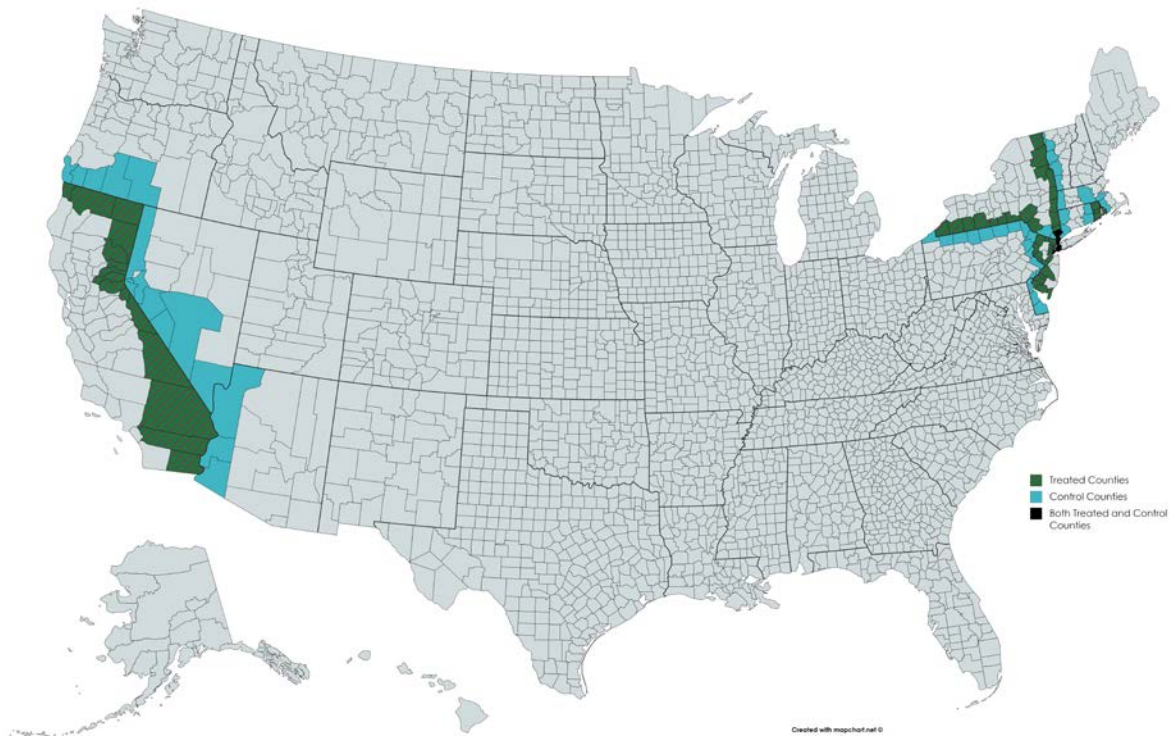 Treated Counties
Control Counties
Both Treated and Control
Counties
Created with mapchart.net ©